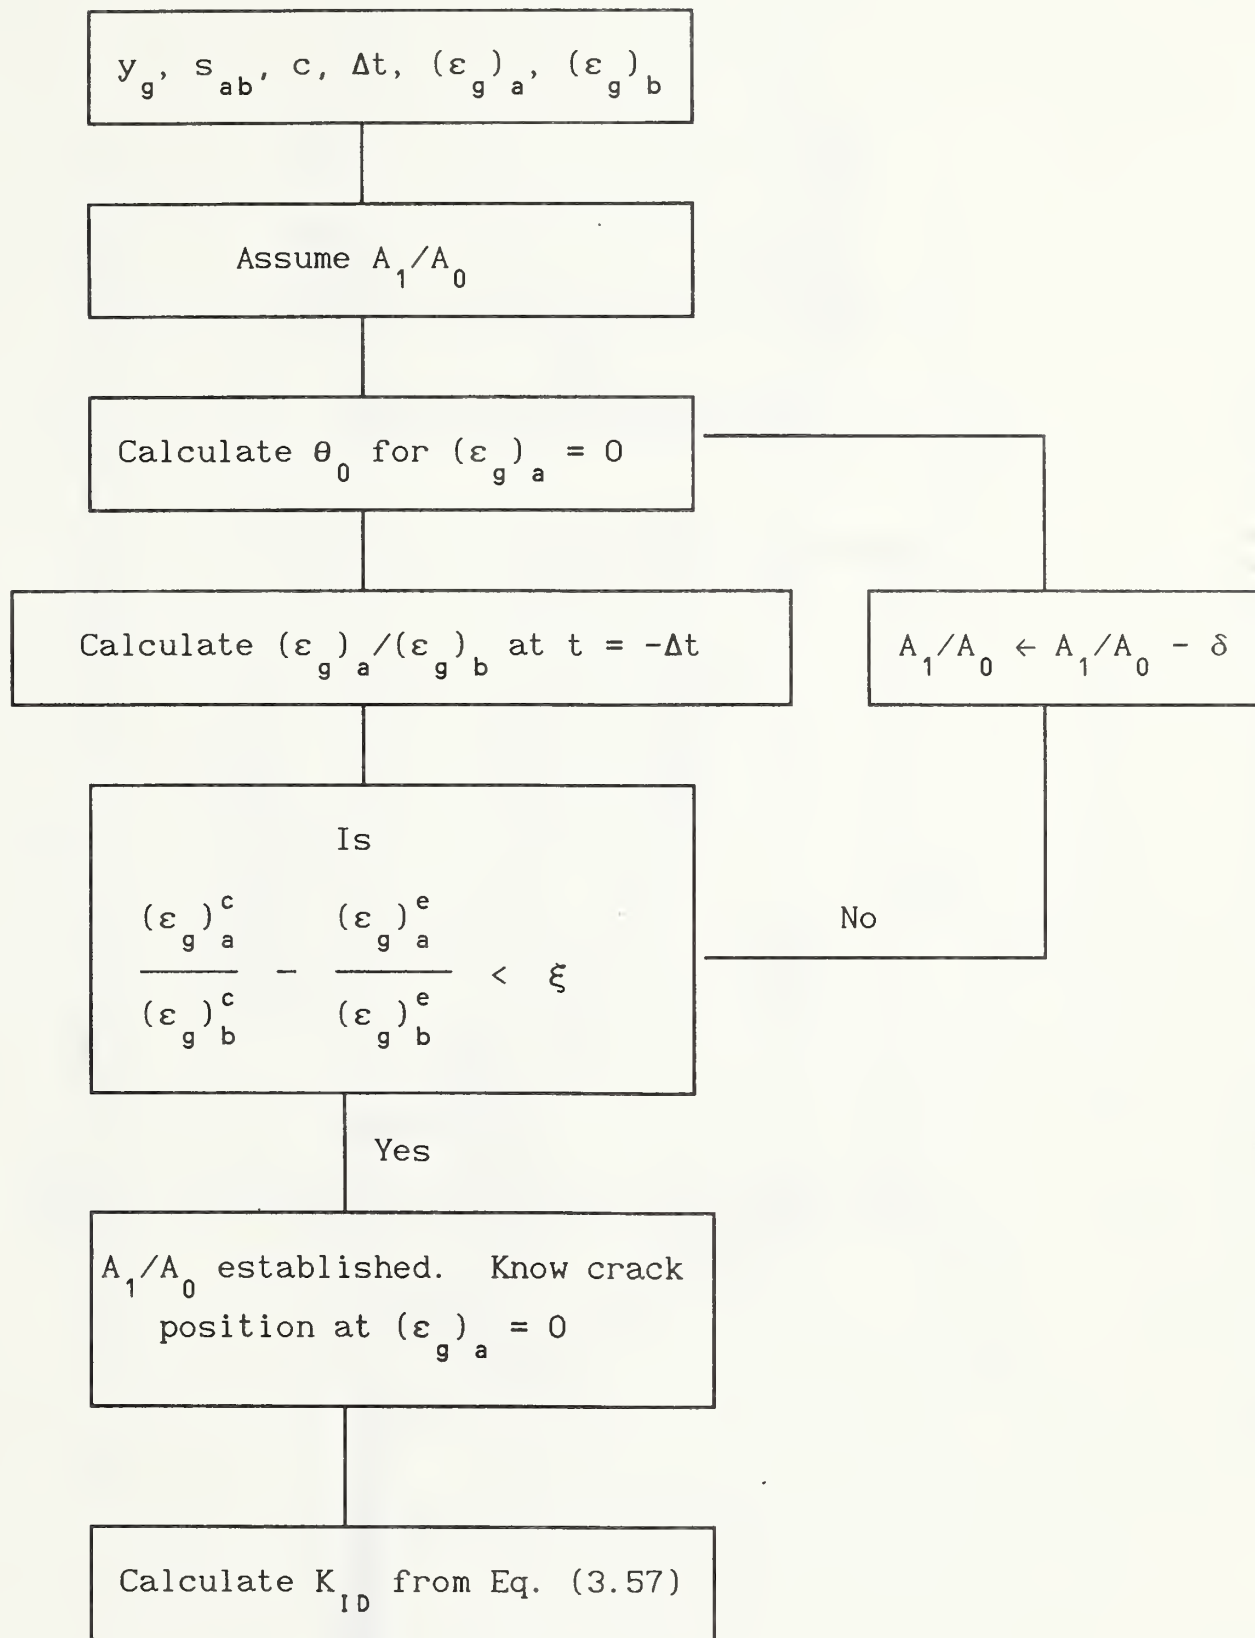 y_g, s_ab, c, Δt, (ε_g)_a, (ε_g)_b
Assume A_1/A_0
Calculate θ_0 for (ε_g)_a = 0
Calculate (ε_g)_a/(ε_g)_b at t = -Δt
A_1/A_0 ← A_1/A_0 - δ
Is
(ε_g)_a^c / (ε_g)_b^c - (ε_g)_a^e / (ε_g)_b^e < ξ
No
Yes
A_1/A_0 established. Know crack
position at (ε_g)_a = 0
Calculate K_ID from Eq. (3.57)